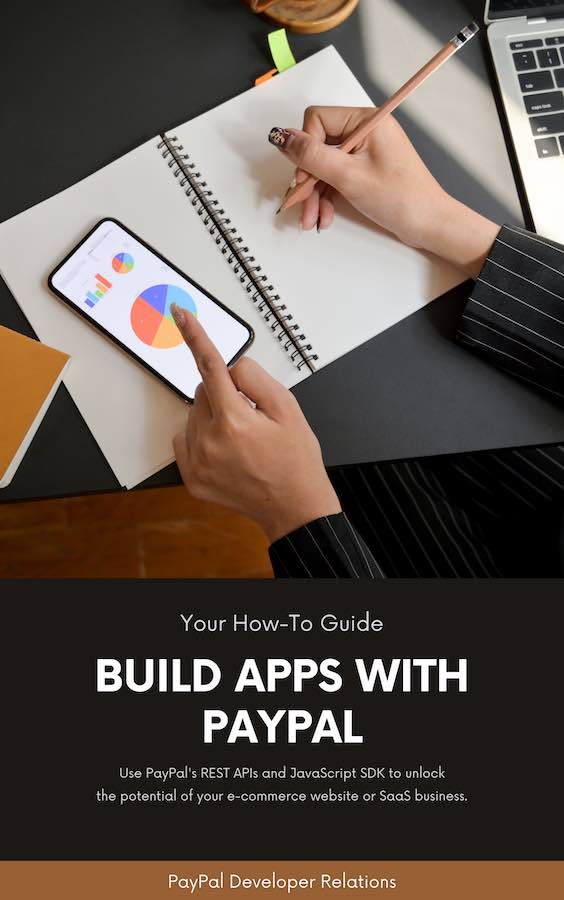 Your How-To Guide
BUILD APPS WITH
PAYPAL
Use PayPal's REST APIs and JavaScript SDK to unlock
the potential of your e-commerce website or SaaS business.
PayPal Developer Relations